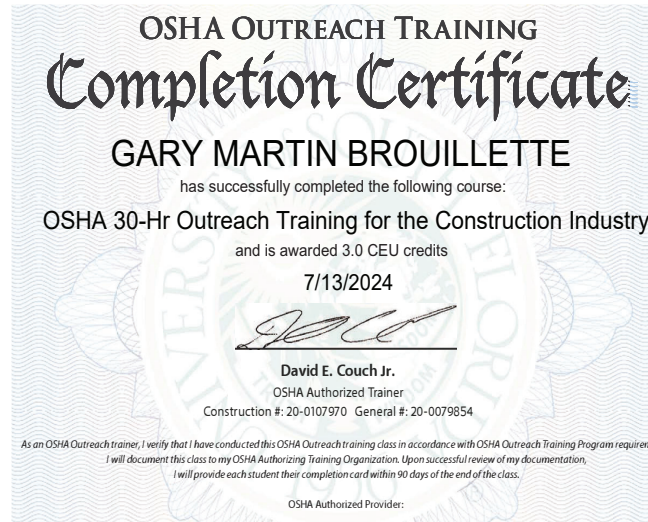 OSHA OUTREACH TRAINING
Completion Certificate
GARY MARTIN BROUILLETTE
has successfully completed the following course:
OSHA 30-Hr Outreach Training for the Construction Industry
and is awarded 3.0 CEU credits
7/13/2024
David E. Couch Jr.
OSHA Authorized Trainer
Construction #: 20-0107970 General #: 20-0079854
As an OSHA Outreach trainer, I verify that I have conducted this OSHA Outreach training class in accordance with OSHA Outreach Training Program
I will document this class to my OSHA Authorizing Training Organization. Upon successful review of my documentation,
I will provide each student their completion card within 90 days of the end of the class.
OSHA Authorized Provider: